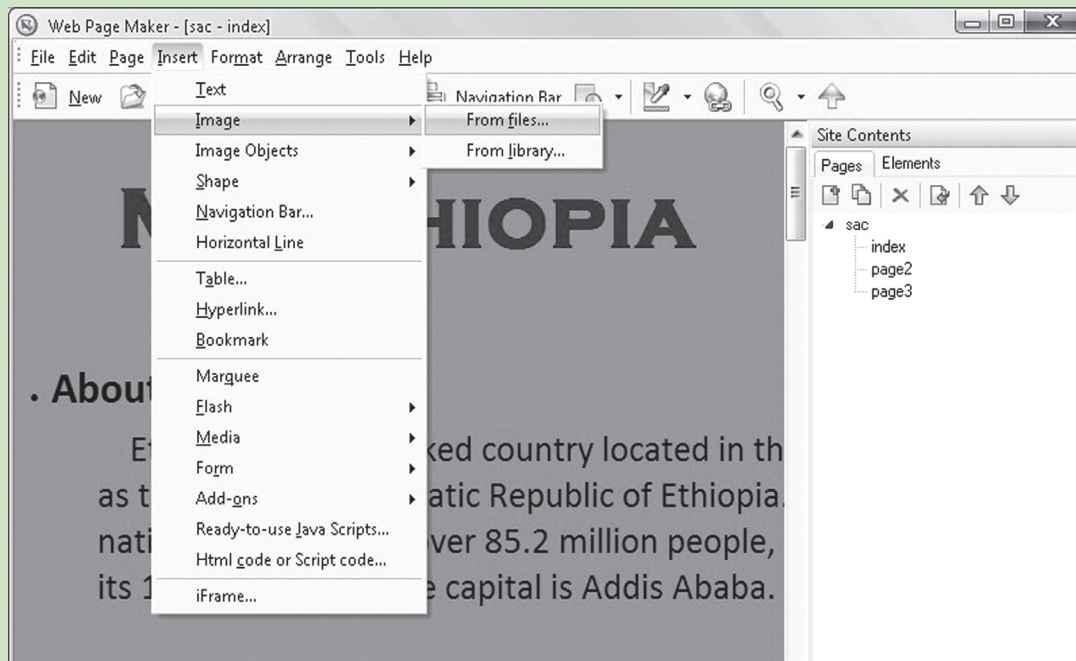 Web Page Maker - [sac - index]
File Edit Page Insert Format Arrange Tools Help
New Navigation Bar
Text
Image
From files...
Image Objects
From library...
Shape
Navigation Bar...
Horizontal Line
Table...
Hyperlink...
Bookmark
Marquee
Flash
Media
Form
Add-ons
Ready-to-use Java Scripts...
Html code or Script code...
iFrame...
HIOPIA
. About
ked country located in th
as t atic Republic of Ethiopia.
nati ver 85.2 million people,
its 1 e capital is Addis Ababa.
Site Contents
Pages Elements
sac
index
page2
page3